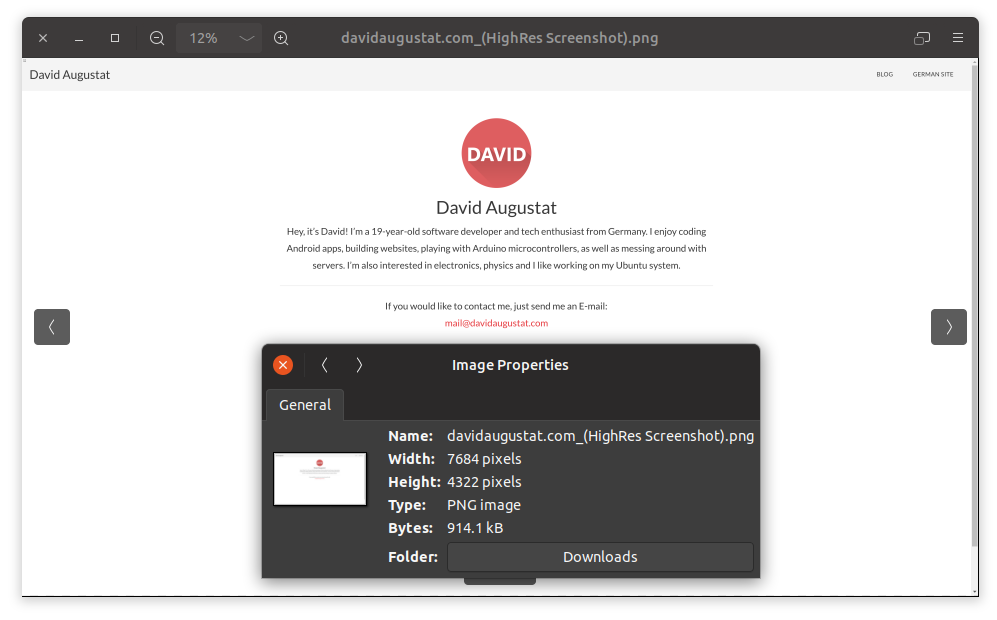 12%
davidaugustat.com_(HighRes Screenshot).png
David Augustat
BLOG
GERMAN SITE
DAVID
David Augustat
Hey, it's David! I'm a 19-year-old software developer and tech enthusiast from Germany. I enjoy coding
Android apps, building websites, playing with Arduino microcontrollers, as well as messing around with
servers. I'm also interested in electronics, physics and I like working on my Ubuntu system.
If you would like to contact me, just send me an E-mail:
mail@davidaugustat.com
Image Properties
General
Name: davidaugustat.com_(HighRes Screenshot).png
Width: 7684 pixels
Height: 4322 pixels
Type: PNG image
Bytes: 914.1 kB
Folder: Downloads